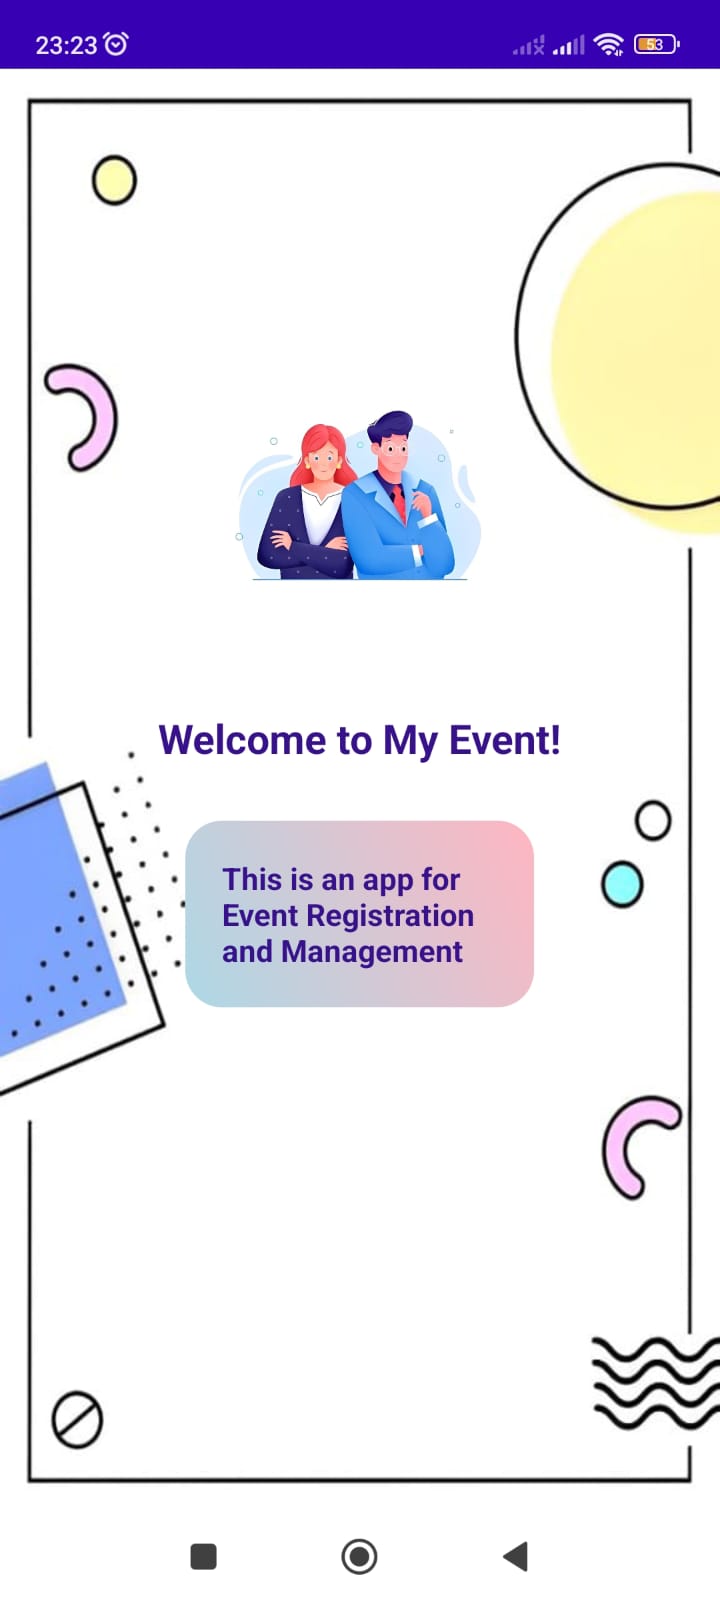 23:23
53
Welcome to My Event!
This is an app for
Event Registration
and Management